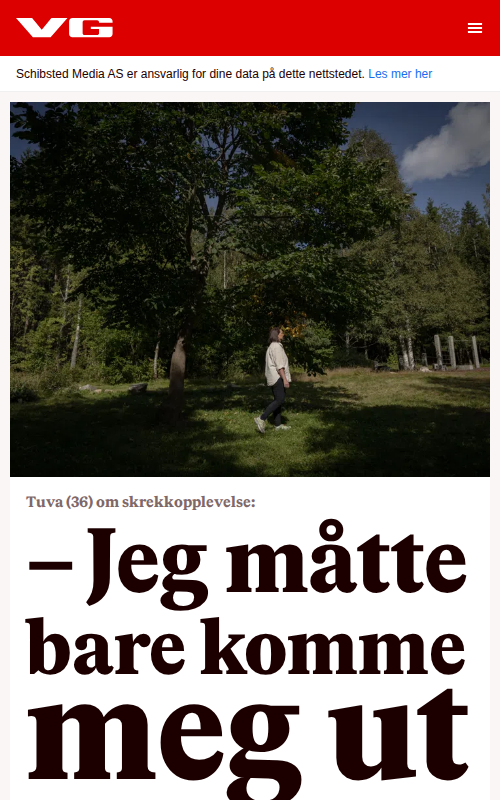 VG
Schibsted Media AS er ansvarlig for dine data på dette nettstedet. Les mer her
Tuva (36) om skrekkopplevelse:
– Jeg måtte
bare komme
meg ut